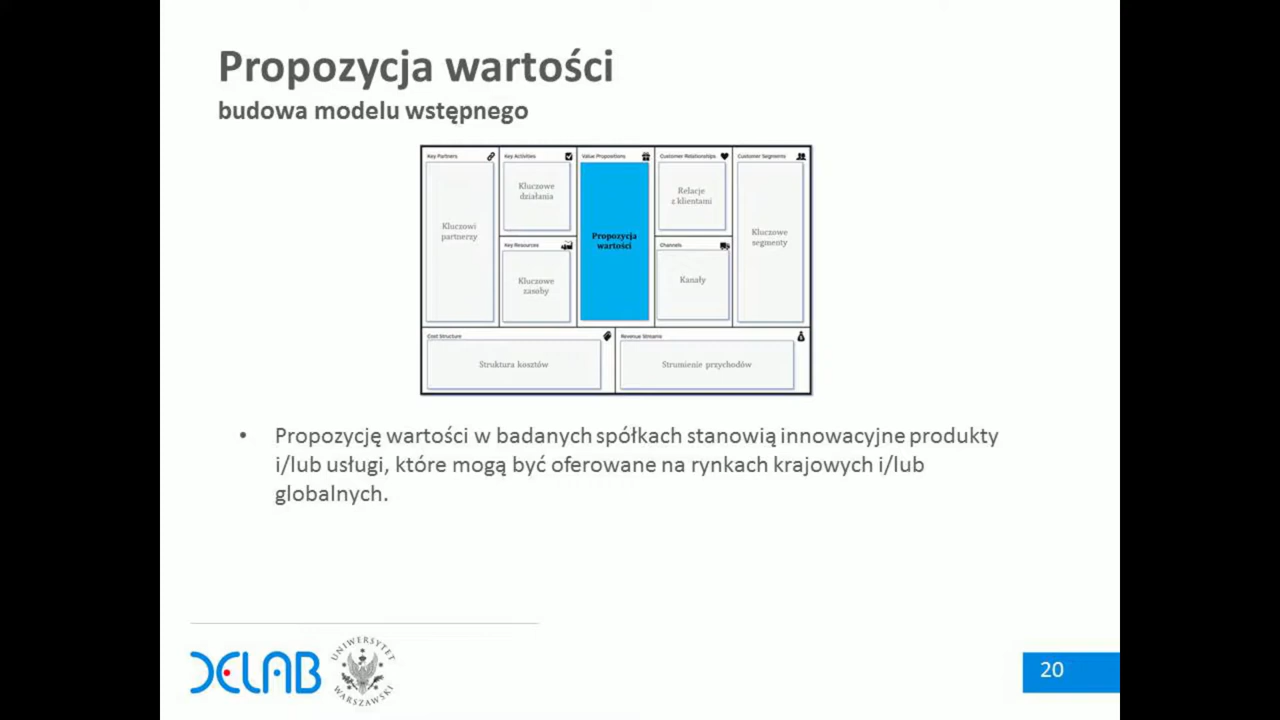 Propozycja wartości
budowa modelu wstępnego
Key Partners
Kluczowi
partnerzy
Key Activities
Kluczowe
działania
Key Resources
Kluczowe
zasoby
Value Propositions
Propozycja
wartości
Customer Relationships
Relacje
z klientami
Channels
Kanały
Customer Segments
Kluczowe
segmenty
Cost Structure
Struktura kosztów
Revenue Streams
Strumienie przychodów
• Propozycję wartości w badanych spółkach stanowią innowacyjne produkty
i/lub usługi, które mogą być oferowane na rynkach krajowych i/lub
globalnych.
DELAB
UNIWERSYTET
WARSZAWSKI
20